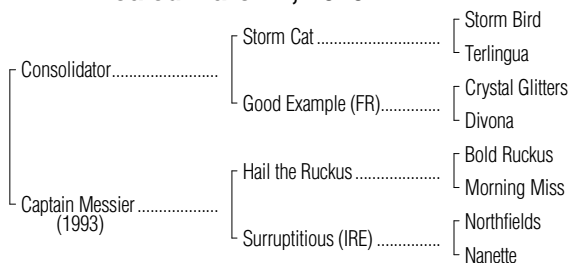 Storm Bird
Storm Cat
Terlingua
Consolidator
Crystal Glitters
Good Example (FR)
Divona
Bold Ruckus
Hail the Ruckus
Morning Miss
Captain Messier
(1993)
Northfields
Surruptitious (IRE)
Nanette